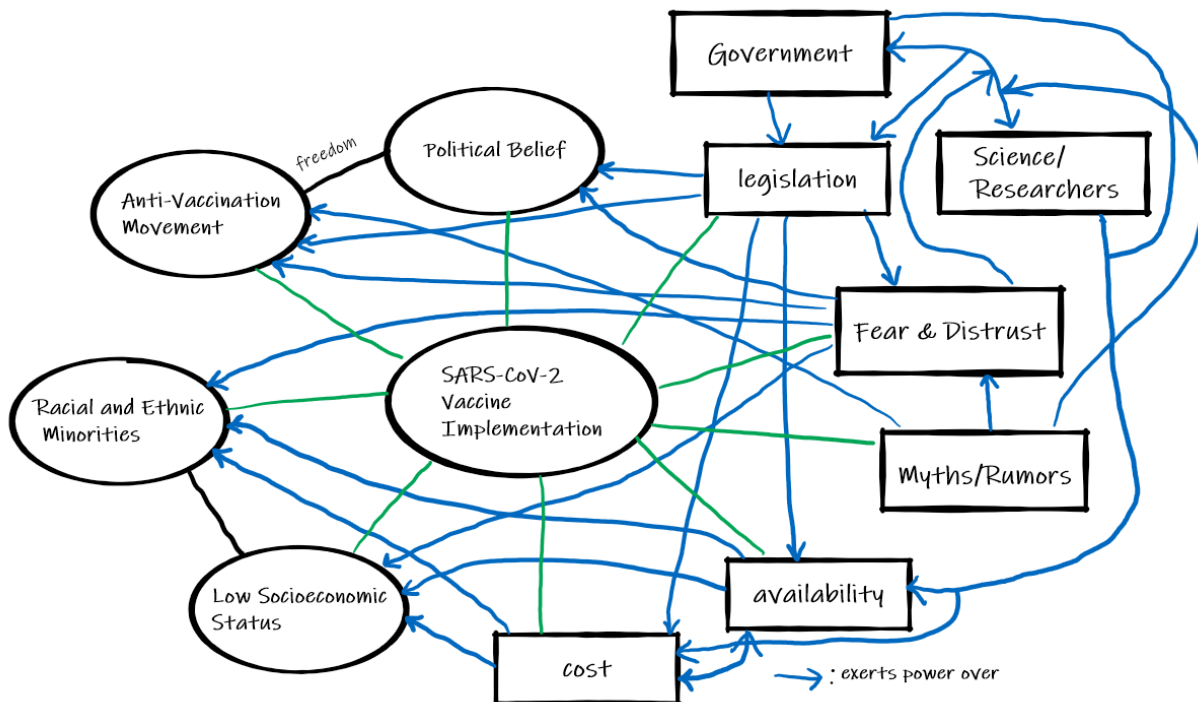 Government
Political Belief
freedom
Science/
Researchers
legislation
Anti-Vaccination
Movement
Fear & Distrust
SARS-CoV-2
Vaccine
Implementation
Racial and Ethnic
Minorities
Myths/Rumors
Low Socioeconomic
Status
availability
cost
: exerts power over